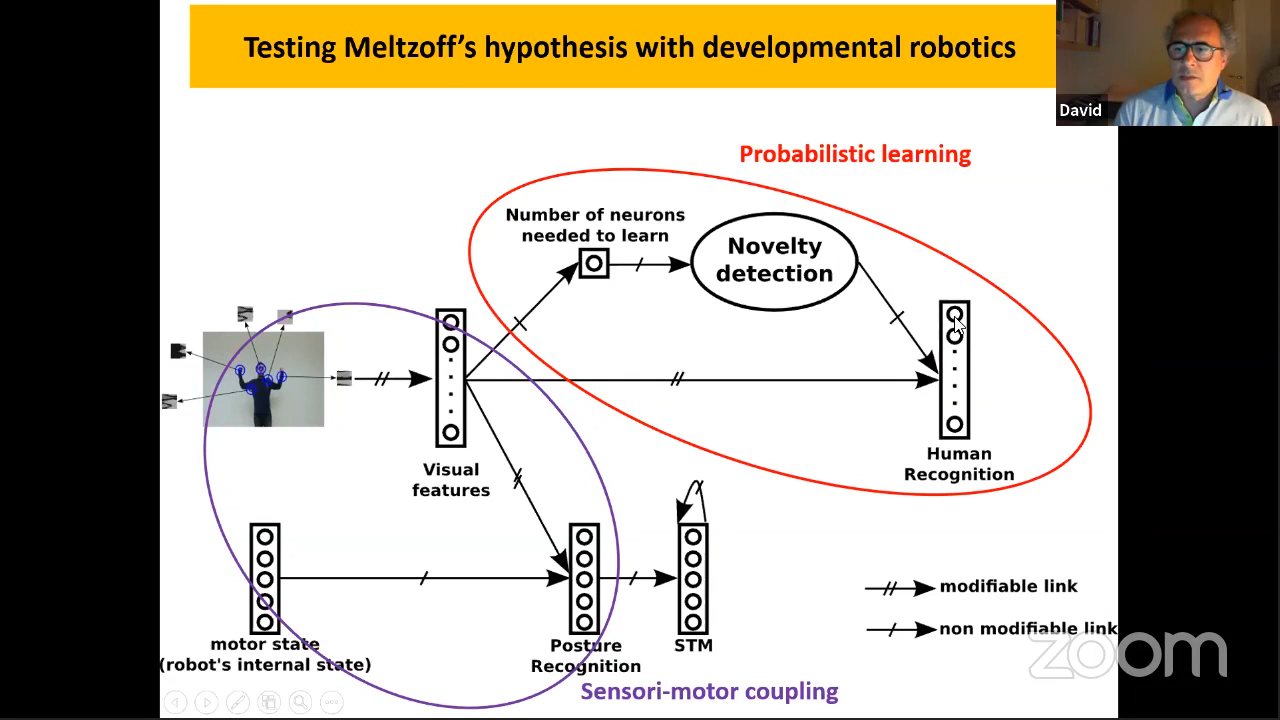 Testing Meltzoff's hypothesis with developmental robotics
David
Probabilistic learning
Number of neurons
needed to learn
Novelty
detection
Human
Recognition
Visual
features
motor state
(robot's internal state)
Posture
Recognition
STM
modifiable link
non modifiable link
Sensori-motor coupling
zoom